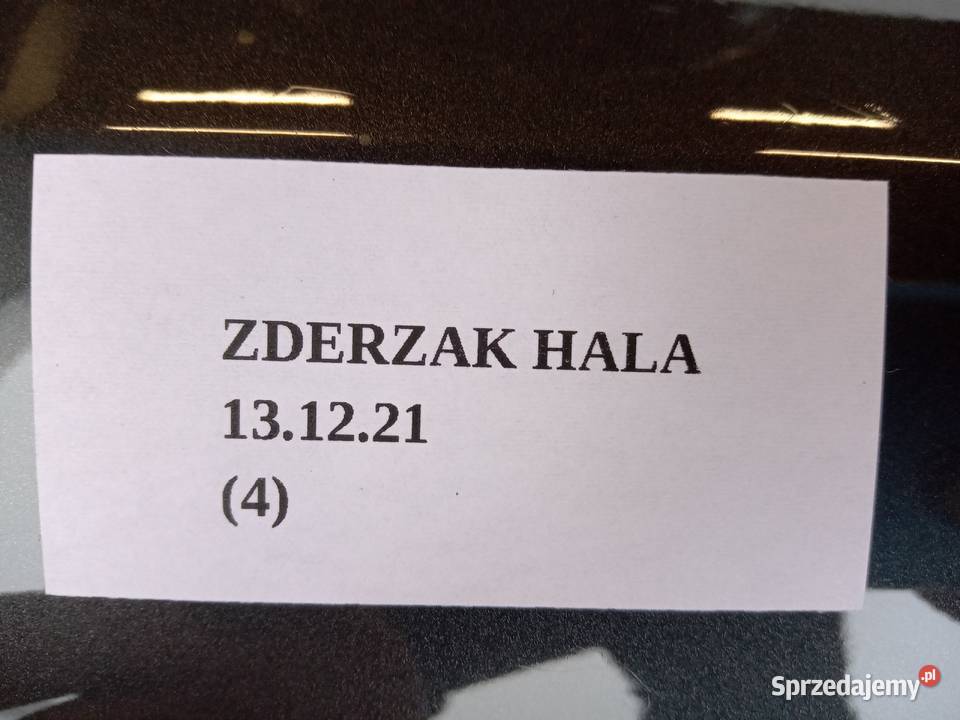 ZDERZAK HALA
13.12.21
(4)
Sprzedajemy.pl